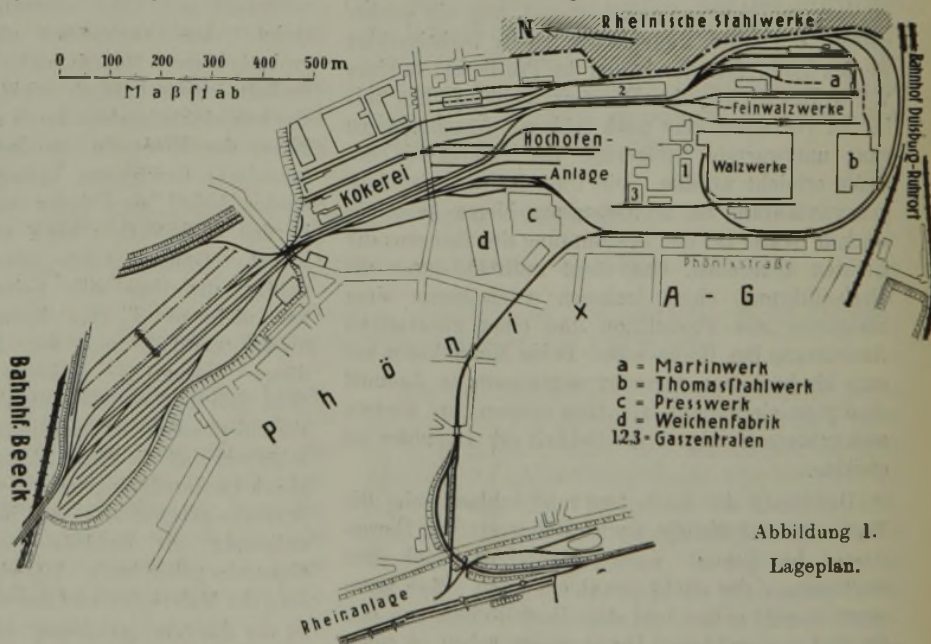 Rheinische Stahlwerke
N
0 100 200 300 400 500 m
Maßſtab
Bahnhof Duisburg-Ruhrort
a
2
Feinwalzwerke
Hochofen-
Anlage
1
Walzwerke
b
3
Kokerei
c
d
Phönixstraße
Phönix A-G
a = Martinwerk
b = Thomasſtahlwerk
c = Presswerk
d = Weichenfabrik
1.2.3 = Gaszentralen
Bahnhf. Beeck
Rheinanlage
Abbildung 1.
Lageplan.